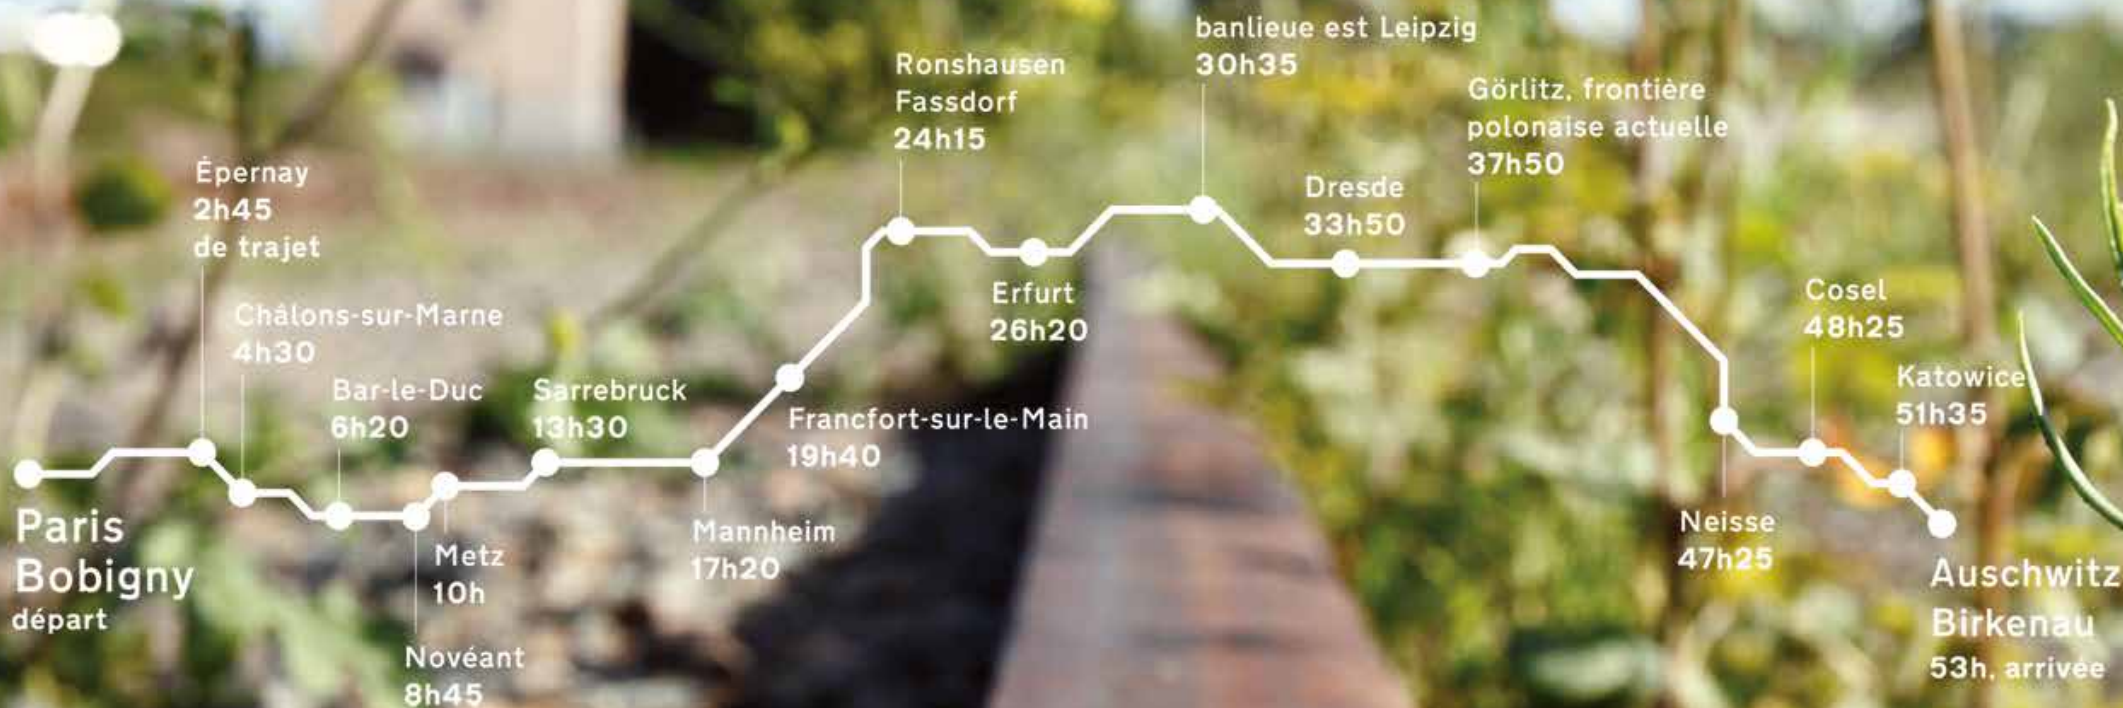 Paris
Bobigny
départ
Épernay
2h45
de trajet
Châlons-sur-Marne
4h30
Bar-le-Duc
6h20
Novéant
8h45
Metz
10h
Sarrebruck
13h30
Mannheim
17h20
Francfort-sur-le-Main
19h40
Ronshausen
Fassdorf
24h15
Erfurt
26h20
banlieue est Leipzig
30h35
Dresde
33h50
Görlitz, frontière
polonaise actuelle
37h50
Neisse
47h25
Cosel
48h25
Katowice
51h35
Auschwitz
Birkenau
53h, arrivée